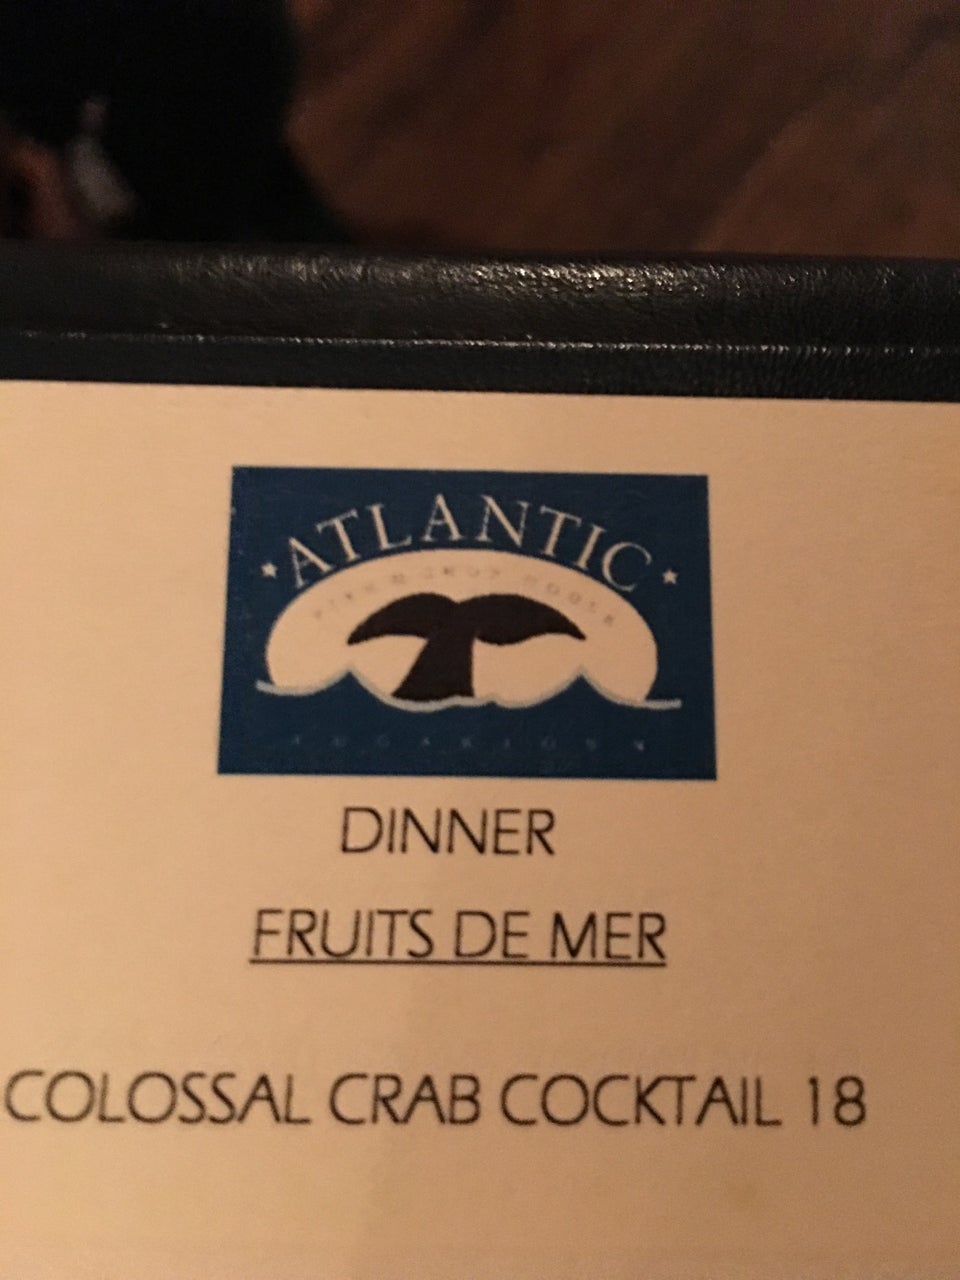 ATLANTIC
DINNER
FRUITS DE MER
COLOSSAL CRAB COCKTAIL 18